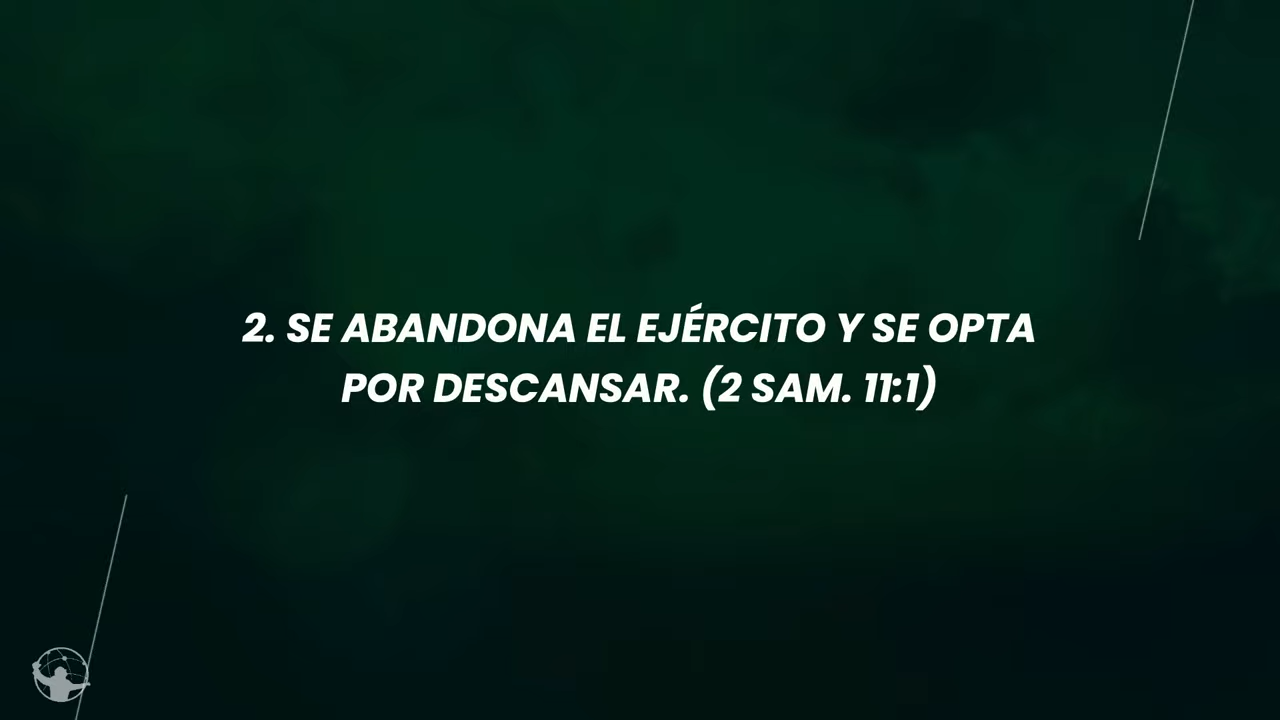 2. SE ABANDONA EL EJÉRCITO Y SE OPTA
POR DESCANSAR. (2 SAM. 11:1)